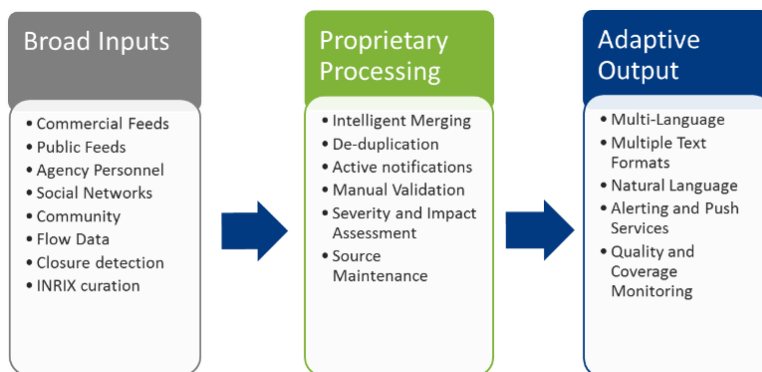 Broad Inputs
• Commercial Feeds
• Public Feeds
• Agency Personnel
• Social Networks
• Community
• Flow Data
• Closure detection
• INRIX curation
Proprietary
Processing
• Intelligent Merging
• De-duplication
• Active notifications
• Manual Validation
• Severity and Impact
Assessment
• Source
Maintenance
Adaptive
Output
• Multi-Language
• Multiple Text
Formats
• Natural Language
• Alerting and Push
Services
• Quality and
Coverage
Monitoring